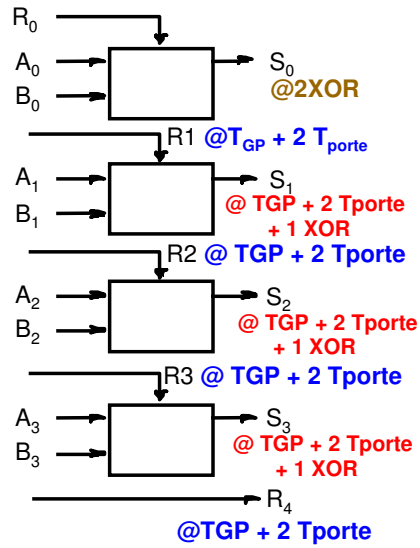 R0
A0 S0
B0 @2XOR
R1 @TGP + 2 Tporte
A1 S1
@ TGP + 2 Tporte
B1 + 1 XOR
R2 @ TGP + 2 Tporte
A2 S2
@ TGP + 2 Tporte
B2 + 1 XOR
R3 @ TGP + 2 Tporte
A3 S3
@ TGP + 2 Tporte
B3 + 1 XOR
R4
@TGP + 2 Tporte